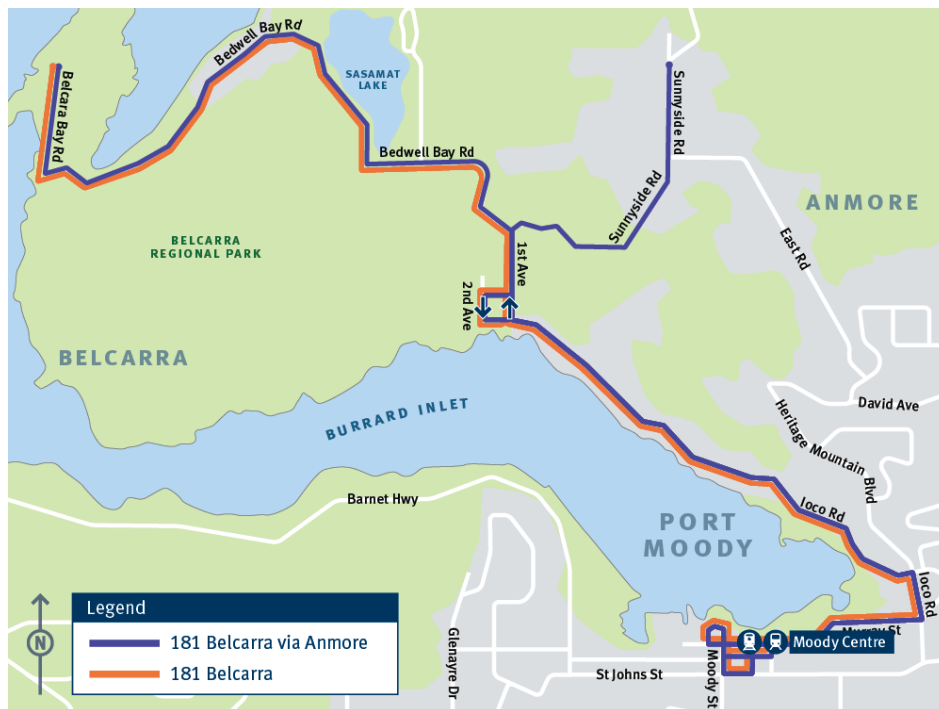 Bedwell Bay Rd
SASAMAT
LAKE
Belcara Bay Rd
Sunnyside Rd
Bedwell Bay Rd
Sunnyside Rd
ANMORE
BELCARRA
REGIONAL PARK
1st Ave
East Rd
2nd Ave
BELCARRA
BURRARD INLET
David Ave
Heritage Mountain
Blvd
Barnet Hwy
Ioco Rd
PORT
MOODY
Ioco Rd
Legend
181 Belcarra via Anmore
181 Belcarra
N
Murray St
Moody Centre
Glenayre Dr
St Johns St
Moody St